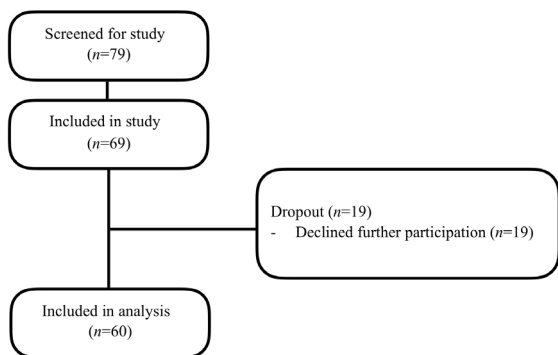 Screened for study
(n=79)
Included in study
(n=69)
Dropout (n=19)
- Declined further participation (n=19)
Included in analysis
(n=60)